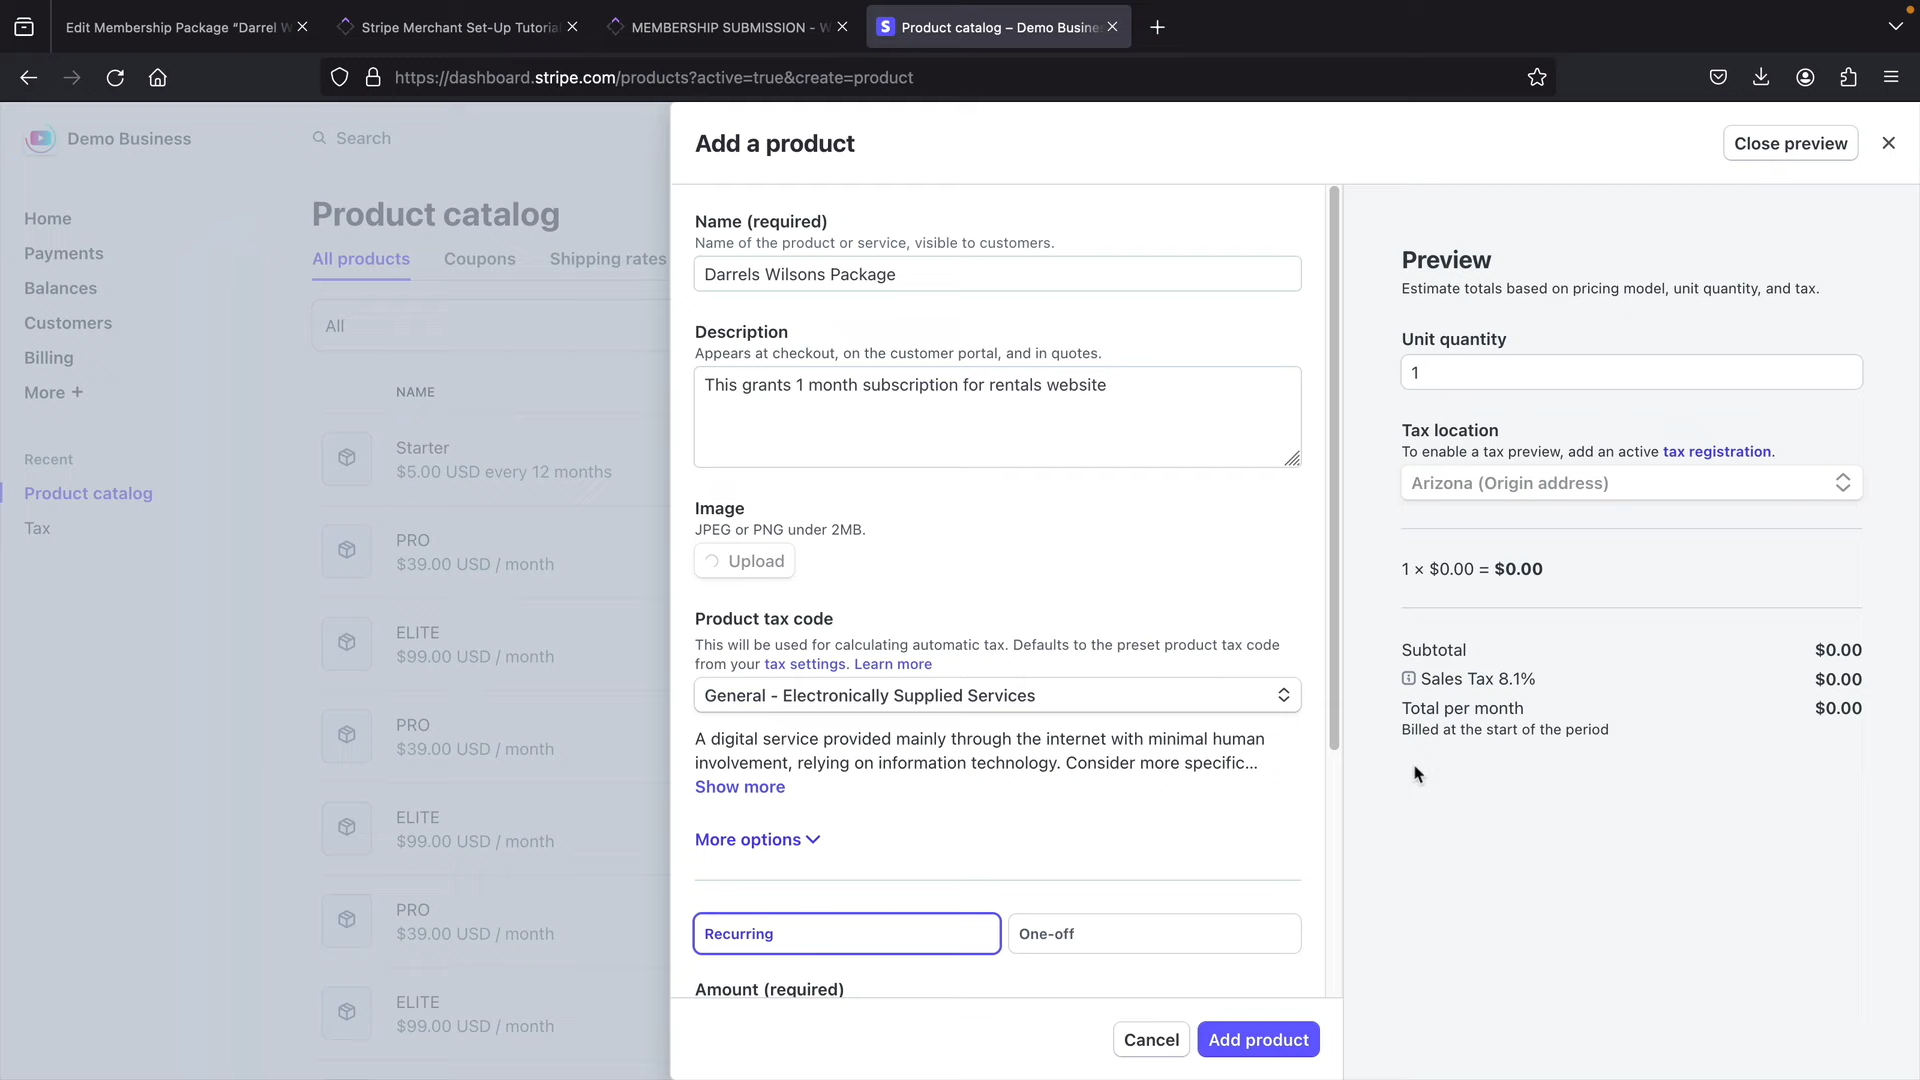 Edit Membership Package “Darrel W
Stripe Merchant Set-Up Tutorial
MEMBERSHIP SUBMISSION - W
Product catalog – Demo Busine
https://dashboard.stripe.com/products?active=true&create=product
Demo Business
Search
Home
Payments
Balances
Customers
Billing
More +
Recent
Product catalog
Tax
Product catalog
All products
Coupons
Shipping rates
All
NAME
Starter
$5.00 USD every 12 months
PRO
$39.00 USD / month
ELITE
$99.00 USD / month
PRO
$39.00 USD / month
ELITE
$99.00 USD / month
PRO
$39.00 USD / month
ELITE
$99.00 USD / month
Add a product
Close preview
Name (required)
Name of the product or service, visible to customers.
Darrels Wilsons Package
Description
Appears at checkout, on the customer portal, and in quotes.
This grants 1 month subscription for rentals website
Image
JPEG or PNG under 2MB.
Upload
Product tax code
This will be used for calculating automatic tax. Defaults to the preset product tax code
from your tax settings. Learn more
General - Electronically Supplied Services
A digital service provided mainly through the internet with minimal human
involvement, relying on information technology. Consider more specific...
Show more
More options
Recurring
One-off
Amount (required)
Cancel
Add product
Preview
Estimate totals based on pricing model, unit quantity, and tax.
Unit quantity
1
Tax location
To enable a tax preview, add an active tax registration.
Arizona (Origin address)
1 × $0.00 = $0.00
Subtotal $0.00
Sales Tax 8.1% $0.00
Total per month $0.00
Billed at the start of the period